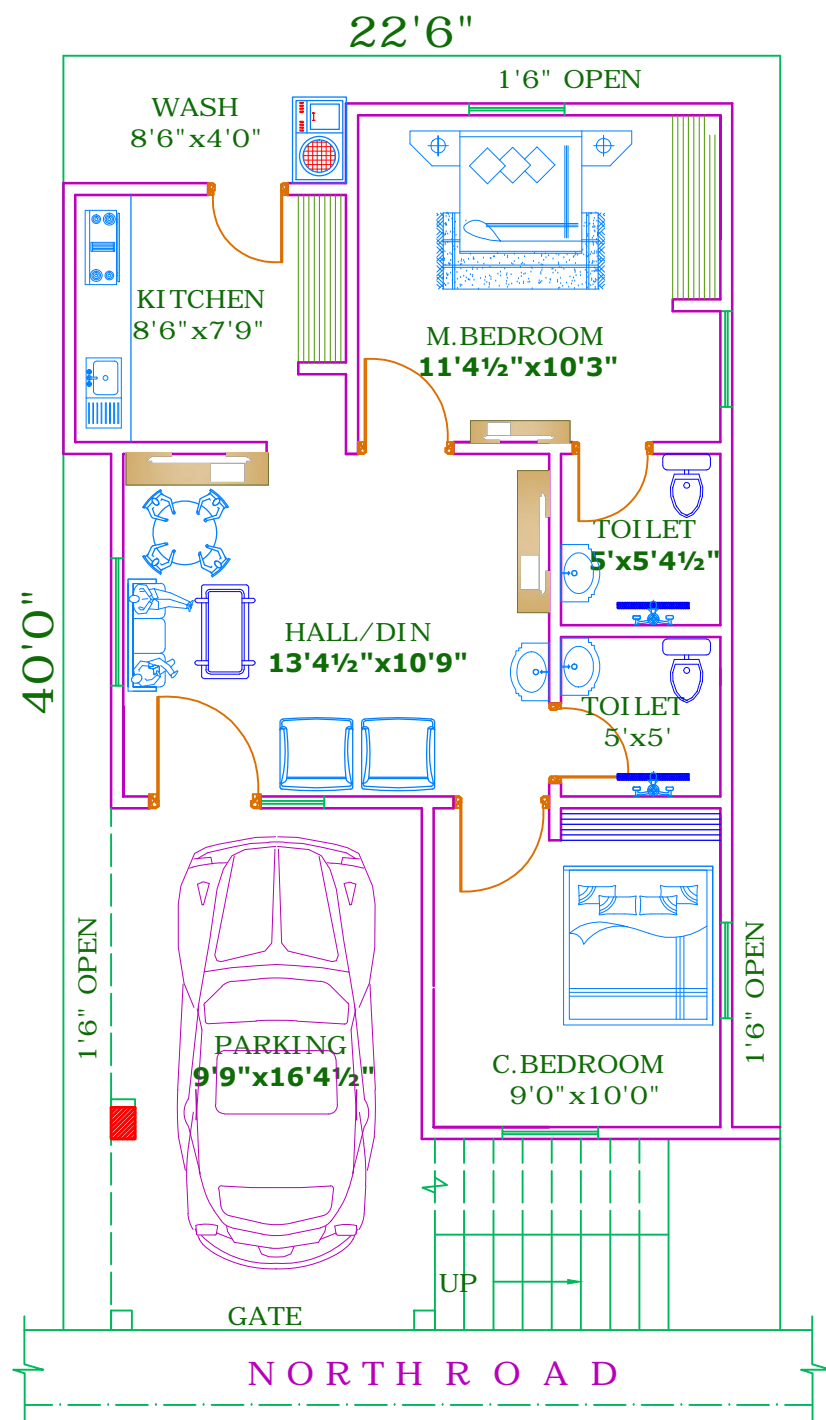 22'6"
1'6" OPEN
WASH
8'6"x4'0"
KITCHEN
8'6"x7'9"
M.BEDROOM
11'4½"x10'3"
TOILET
5'x5'4½"
40'0"
HALL/DIN
13'4½"x10'9"
TOILET
5'x5'
1'6" OPEN
1'6" OPEN
PARKING
9'9"x16'4½"
C.BEDROOM
9'0"x10'0"
UP
GATE
NORTH ROAD